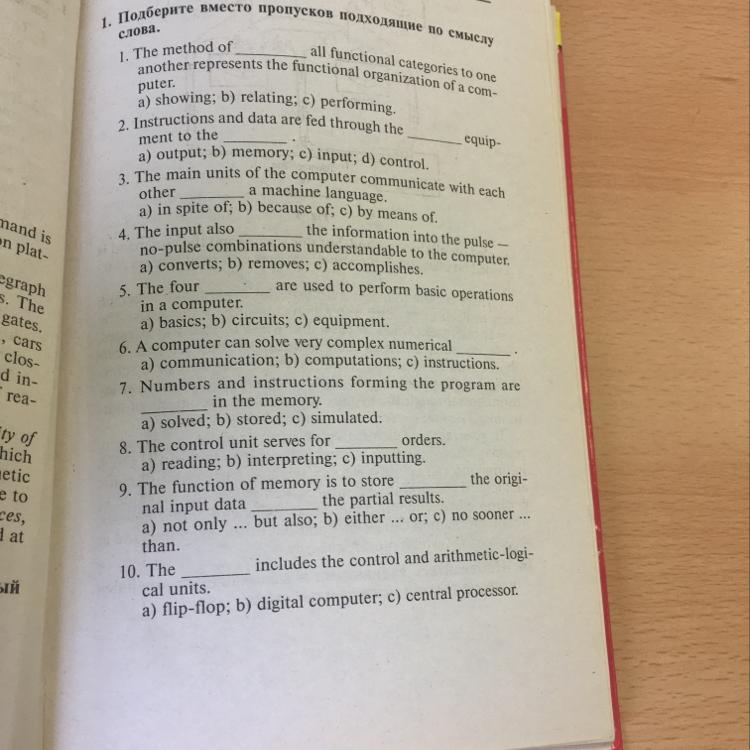 mand is
on plat-
egraph
s. The
gates.
, cars
clos-
d in-
rea-
ity of
hich
netic
e to
ces,
d at
ый
1. Подберите вместо пропусков подходящие по смыслу
слова.
1. The method of ________ all functional categories to one
another represents the functional organization of a com-
puter.
a) showing; b) relating; c) performing.
2. Instructions and data are fed through the ________ equip-
ment to the ________ .
a) output; b) memory; c) input; d) control.
3. The main units of the computer communicate with each
other ________ a machine language.
a) in spite of; b) because of; c) by means of.
4. The input also ________ the information into the pulse —
no-pulse combinations understandable to the computer.
a) converts; b) removes; c) accomplishes.
5. The four ________ are used to perform basic operations
in a computer.
a) basics; b) circuits; c) equipment.
6. A computer can solve very complex numerical ________ .
a) communication; b) computations; c) instructions.
7. Numbers and instructions forming the program are
________ in the memory.
a) solved; b) stored; c) simulated.
8. The control unit serves for ________ orders.
a) reading; b) interpreting; c) inputting.
9. The function of memory is to store ________ the origi-
nal input data ________ the partial results.
a) not only ... but also; b) either ... or; c) no sooner ...
than.
10. The ________ includes the control and arithmetic-logi-
cal units.
a) flip-flop; b) digital computer; c) central processor.